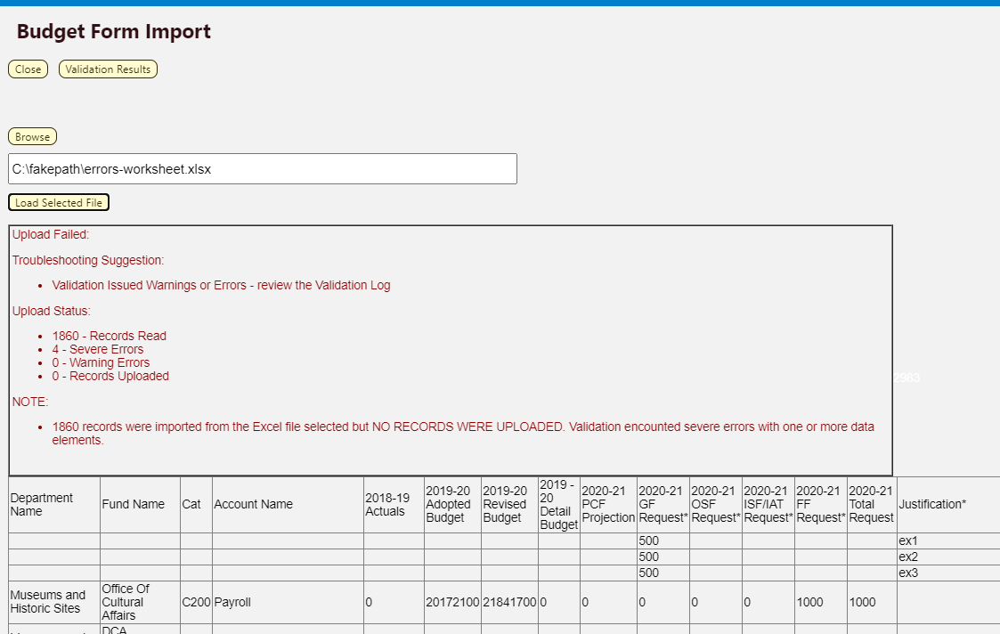 Budget Form Import
Close Validation Results
Browse
C:\fakepath\errors-worksheet.xlsx
Load Selected File
Upload Failed:
Troubleshooting Suggestion:
• Validation Issued Warnings or Errors - review the Validation Log
Upload Status:
• 1860 - Records Read
• 4 - Severe Errors
• 0 - Warning Errors
• 0 - Records Uploaded
2983
NOTE:
• 1860 records were imported from the Excel file selected but NO RECORDS WERE UPLOADED. Validation encounted severe errors with one or more data
elements.
Department Name Fund Name Cat Account Name 2018-19 Actuals 2019-20 Adopted Budget 2019-20 Revised Budget 2019 - 20 Detail Budget 2020-21 PCF Projection 2020-21 GF Request* 2020-21 OSF Request* 2020-21 ISF/IAT Request* 2020-21 FF Request* 2020-21 Total Request Justification*
500 ex1
500 ex2
500 ex3
Museums and Historic Sites Office Of Cultural Affairs C200 Payroll 0 20172100 21841700 0 0 0 0 0 1000 1000
DCA